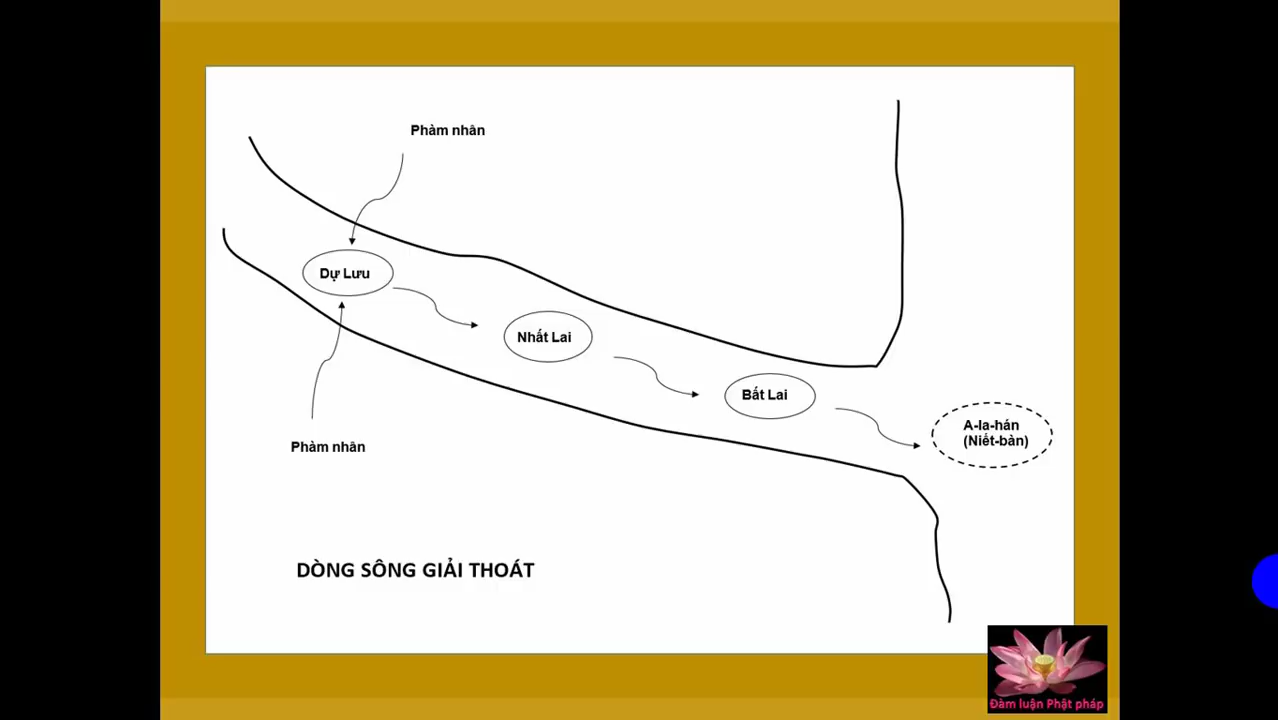 Phàm nhân
Dự Lưu
Nhất Lai
Bất Lai
A-la-hán
(Niết-bàn)
Phàm nhân
DÒNG SÔNG GIẢI THOÁT
Đàm luận Phật pháp